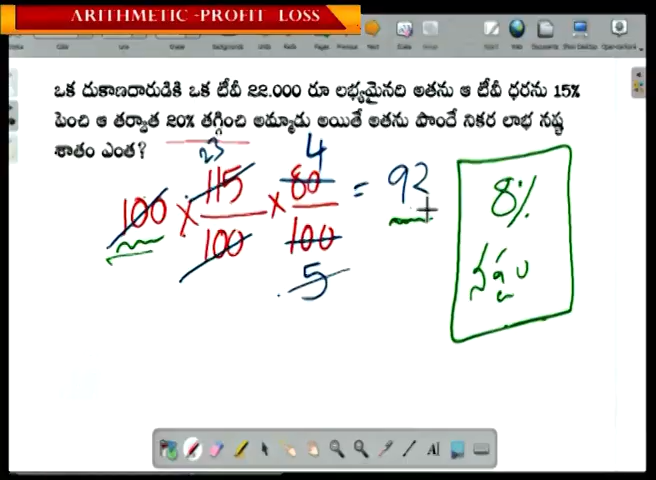 ARITHMETIC -PROFIT LOSS
ఒక దుకాణదారుడికి ఒక టీవీ 22.000 రూ లభ్యమైనది అతను ఆ టీవీ ధరను 15%
పెంచి ఆ తర్వాత 20% తగ్గించి అమ్మాడు అయితే అతను పొందే నికర లాభ నష్ట
శాతం ఎంత?
23 4
100 × 115 × 80 = 92
100 100
5
8%
నష్టం